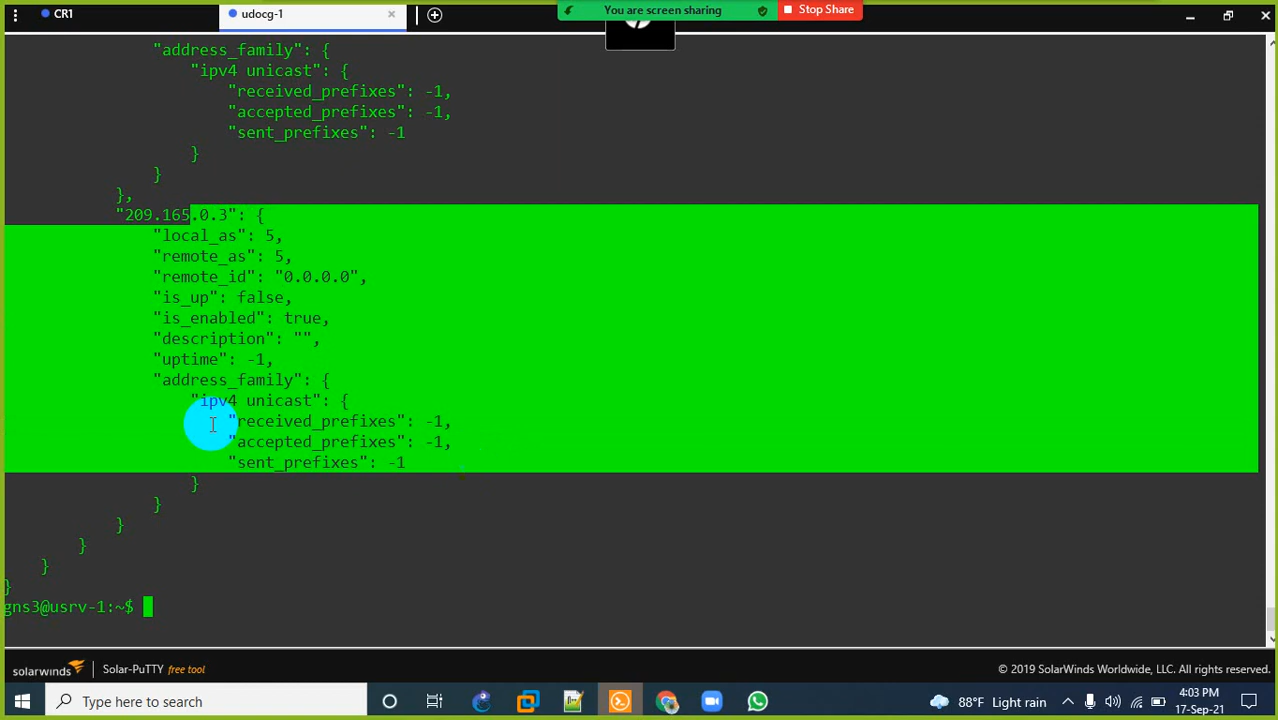 CR1
udocg-1
You are screen sharing
Stop Share
"address_family": {
"ipv4 unicast": {
"received_prefixes": -1,
"accepted_prefixes": -1,
"sent_prefixes": -1
}
}
},
"209.165.0.3": {
"local_as": 5,
"remote_as": 5,
"remote_id": "0.0.0.0",
"is_up": false,
"is_enabled": true,
"description": "",
"uptime": -1,
"address_family": {
"ipv4 unicast": {
"received_prefixes": -1,
"accepted_prefixes": -1,
"sent_prefixes": -1
}
}
}
}
}
}
gns3@usrv-1:~$
solarwinds Solar-PuTTY free tool
© 2019 SolarWinds Worldwide, LLC. All rights reserved.
Type here to search
88°F Light rain
4:03 PM
17-Sep-21